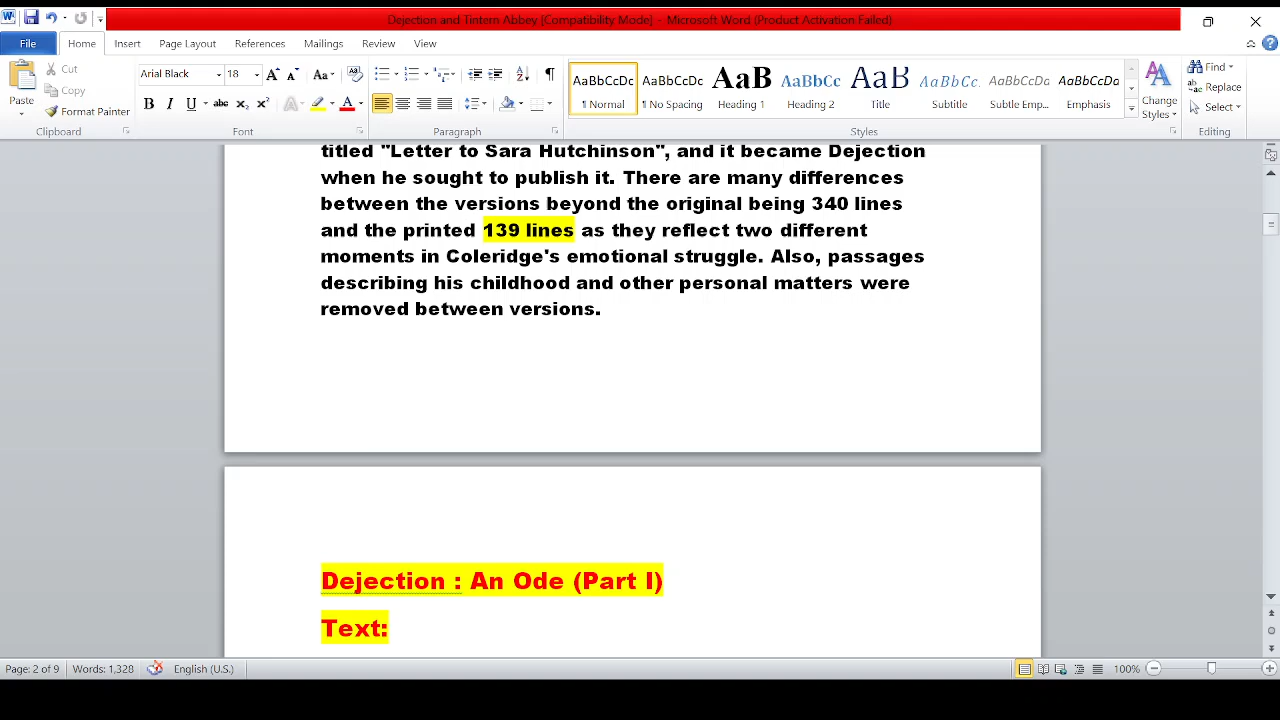 Dejection and Tintern Abbey [Compatibility Mode] - Microsoft Word (Product Activation Failed)
File Home Insert Page Layout References Mailings Review View
Paste
Cut
Copy
Format Painter
Clipboard
Arial Black 18
Font
Paragraph
AaBbCcDc AaBbCcDc AaB AaBbCc AaB AaBbCc. AaBbCcDc AaBbCcDc
¶ Normal ¶ No Spacing Heading 1 Heading 2 Title Subtitle Subtle Em... Emphasis
Change Styles
Styles
Find
Replace
Select
Editing
titled "Letter to Sara Hutchinson", and it became Dejection
when he sought to publish it. There are many differences
between the versions beyond the original being 340 lines
and the printed 139 lines as they reflect two different
moments in Coleridge's emotional struggle. Also, passages
describing his childhood and other personal matters were
removed between versions.
Dejection : An Ode (Part I)
Text:
Page: 2 of 9 Words: 1,328 English (U.S.) 100%